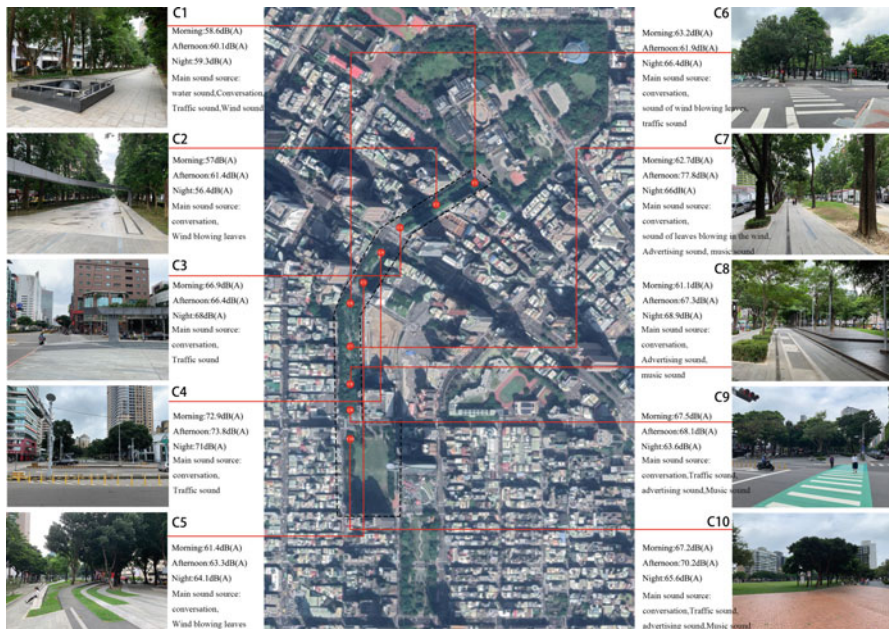 C1
Morning:58.6dB(A)
Afternoon:60.1dB(A)
Night:59.3dB(A)
Main sound source:
water sound,Conversation,
Traffic sound,Wind sound
C2
Morning:57dB(A)
Afternoon:61.4dB(A)
Night:56.4dB(A)
Main sound source:
conversation,
Wind blowing leaves
C3
Morning:66.9dB(A)
Afternoon:66.4dB(A)
Night:68dB(A)
Main sound source:
conversation,
Traffic sound
C4
Morning:72.9dB(A)
Afternoon:73.8dB(A)
Night:71dB(A)
Main sound source:
conversation,
Traffic sound
C5
Morning:61.4dB(A)
Afternoon:63.3dB(A)
Night:64.1dB(A)
Main sound source:
conversation,
Wind blowing leaves
C6
Morning:63.2dB(A)
Afternoon:61.9dB(A)
Night:66.4dB(A)
Main sound source:
conversation,
sound of wind blowing leaves,
traffic sound
C7
Morning:62.7dB(A)
Afternoon:77.8dB(A)
Night:66dB(A)
Main sound source:
conversation,
sound of leaves blowing in the wind,
Advertising sound, music sound
C8
Morning:61.1dB(A)
Afternoon:67.3dB(A)
Night:68.9dB(A)
Main sound source:
conversation,
Advertising sound,
music sound
C9
Morning:67.5dB(A)
Afternoon:68.1dB(A)
Night:63.6dB(A)
Main sound source:
conversation,Traffic sound,
advertising sound,Music sound
C10
Morning:67.2dB(A)
Afternoon:70.2dB(A)
Night:65.6dB(A)
Main sound source:
conversation,Traffic sound,
advertising sound,Music sound